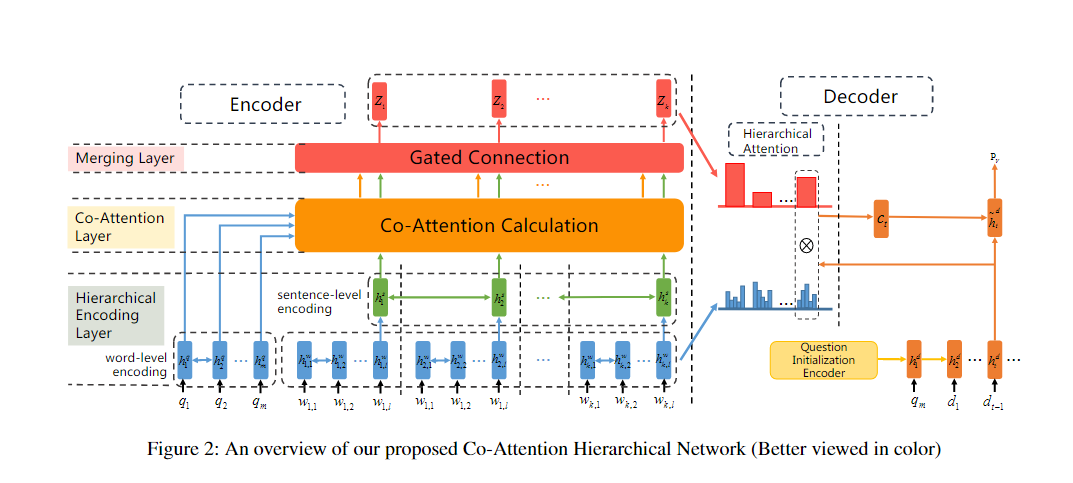 Encoder
Decoder
Z_1
Z_2
...
Z_k
Hierarchical
Attention
Merging Layer
Gated Connection
P_v
...
...
Co-Attention
Layer
Co-Attention Calculation
C_t
\tilde{h}_t^d
⊗
Hierarchical
Encoding
Layer
sentence-level
encoding
h_1^s
h_2^s
...
h_k^s
...
word-level
encoding
h_1^q
h_2^q
...
h_m^q
h_{1,1}^w
h_{1,2}^w
...
h_{1,l}^w
h_{1,1}^w
h_{2,2}^w
...
h_{2,l}^w
...
h_{k,1}^w
h_{k,2}^w
...
h_{k,l}^w
Question
Initialization
Encoder
h_1^d
h_2^d
...
h_t^d
...
q_1
q_2
q_m
w_{1,1}
w_{1,2}
w_{1,l}
w_{1,1}
w_{1,2}
w_{1,l}
w_{k,1}
w_{k,2}
w_{k,l}
q_m
d_1
d_{t-1}
Figure 2: An overview of our proposed Co-Attention Hierarchical Network (Better viewed in color)